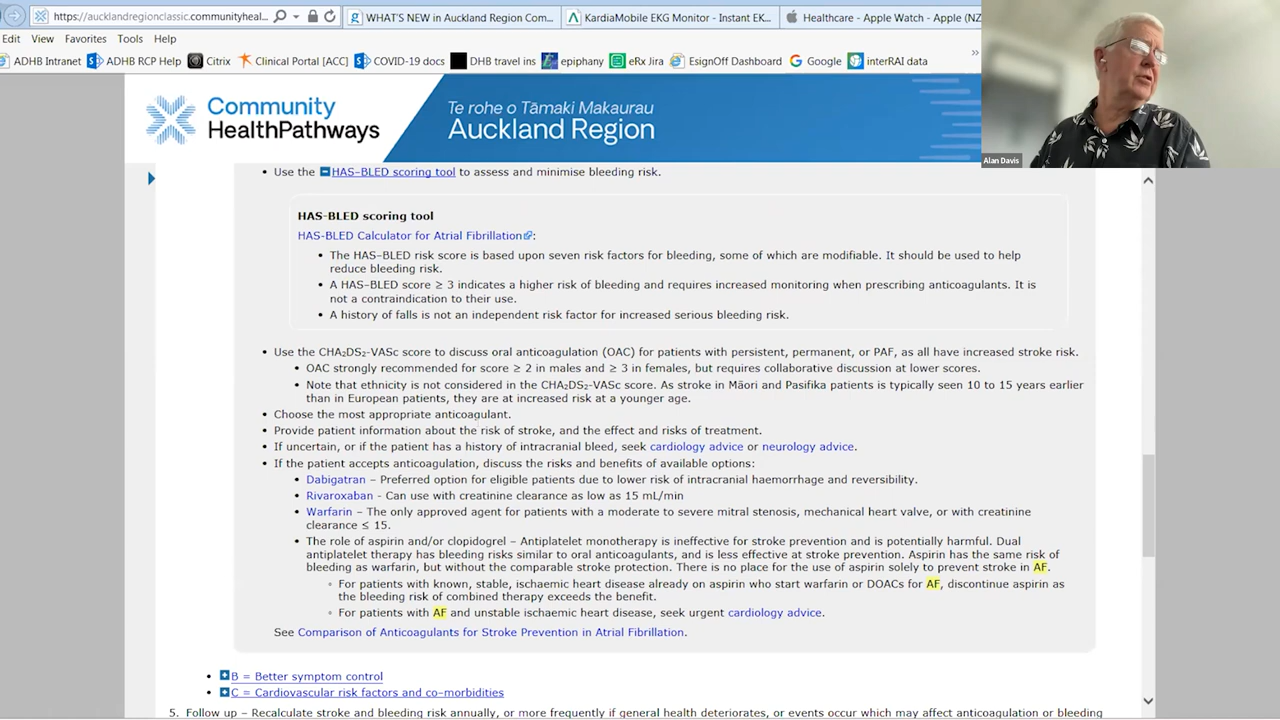 https://aucklandregionclassic.communityheal...
WHAT'S NEW in Auckland Region Com...
KardiaMobile EKG Monitor - Instant EK...
Healthcare - Apple Watch - Apple (NZ
Edit View Favorites Tools Help
ADHB Intranet ADHB RCP Help Citrix Clinical Portal [ACC] COVID-19 docs DHB travel ins epiphany eRx Jira EsignOff Dashboard Google interRAI data
»
Community
HealthPathways
Te rohe o Tāmaki Makaurau
Auckland Region
Alan Davis
• Use the HAS-BLED scoring tool to assess and minimise bleeding risk.
HAS-BLED scoring tool
HAS-BLED Calculator for Atrial Fibrillation:
• The HAS-BLED risk score is based upon seven risk factors for bleeding, some of which are modifiable. It should be used to help
reduce bleeding risk.
• A HAS-BLED score ≥ 3 indicates a higher risk of bleeding and requires increased monitoring when prescribing anticoagulants. It is
not a contraindication to their use.
• A history of falls is not an independent risk factor for increased serious bleeding risk.
• Use the CHA₂DS₂-VASc score to discuss oral anticoagulation (OAC) for patients with persistent, permanent, or PAF, as all have increased stroke risk.
• OAC strongly recommended for score ≥ 2 in males and ≥ 3 in females, but requires collaborative discussion at lower scores.
• Note that ethnicity is not considered in the CHA₂DS₂-VASc score. As stroke in Māori and Pasifika patients is typically seen 10 to 15 years earlier
than in European patients, they are at increased risk at a younger age.
• Choose the most appropriate anticoagulant.
• Provide patient information about the risk of stroke, and the effect and risks of treatment.
• If uncertain, or if the patient has a history of intracranial bleed, seek cardiology advice or neurology advice.
• If the patient accepts anticoagulation, discuss the risks and benefits of available options:
• Dabigatran – Preferred option for eligible patients due to lower risk of intracranial haemorrhage and reversibility.
• Rivaroxaban - Can use with creatinine clearance as low as 15 mL/min
• Warfarin – The only approved agent for patients with a moderate to severe mitral stenosis, mechanical heart valve, or with creatinine
clearance ≤ 15.
• The role of aspirin and/or clopidogrel – Antiplatelet monotherapy is ineffective for stroke prevention and is potentially harmful. Dual
antiplatelet therapy has bleeding risks similar to oral anticoagulants, and is less effective at stroke prevention. Aspirin has the same risk of
bleeding as warfarin, but without the comparable stroke protection. There is no place for the use of aspirin solely to prevent stroke in AF.
◦ For patients with known, stable, ischaemic heart disease already on aspirin who start warfarin or DOACs for AF, discontinue aspirin as
the bleeding risk of combined therapy exceeds the benefit.
◦ For patients with AF and unstable ischaemic heart disease, seek urgent cardiology advice.
See Comparison of Anticoagulants for Stroke Prevention in Atrial Fibrillation.
• B = Better symptom control
• C = Cardiovascular risk factors and co-morbidities
5. Follow up – Recalculate stroke and bleeding risk annually, or more frequently if general health deteriorates, or events occur which may affect anticoagulation or bleeding